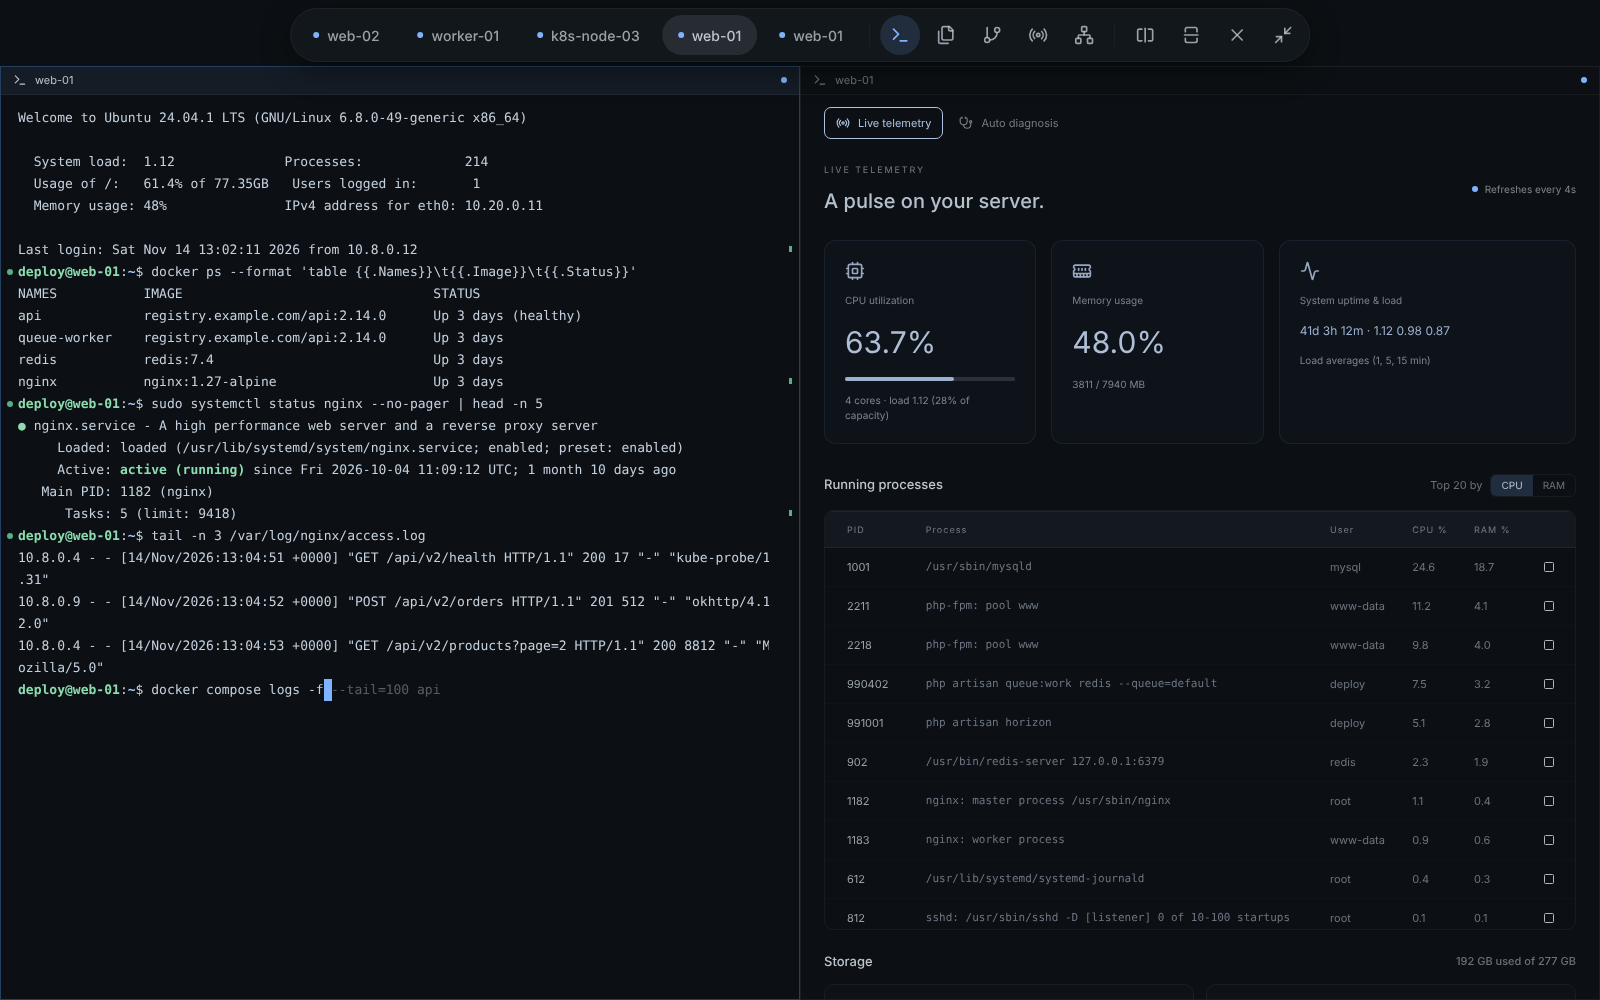 web-02 worker-01 k8s-node-03 web-01 web-01
web-01
Welcome to Ubuntu 24.04.1 LTS (GNU/Linux 6.8.0-49-generic x86_64)
System load: 1.12 Processes: 214
Usage of /: 61.4% of 77.35GB Users logged in: 1
Memory usage: 48% IPv4 address for eth0: 10.20.0.11
Last login: Sat Nov 14 13:02:11 2026 from 10.8.0.12
deploy@web-01:~$ docker ps --format 'table {{.Names}}\t{{.Image}}\t{{.Status}}'
NAMES IMAGE STATUS
api registry.example.com/api:2.14.0 Up 3 days (healthy)
queue-worker registry.example.com/api:2.14.0 Up 3 days
redis redis:7.4 Up 3 days
nginx nginx:1.27-alpine Up 3 days
deploy@web-01:~$ sudo systemctl status nginx --no-pager | head -n 5
● nginx.service - A high performance web server and a reverse proxy server
Loaded: loaded (/usr/lib/systemd/system/nginx.service; enabled; preset: enabled)
Active: active (running) since Fri 2026-10-04 11:09:12 UTC; 1 month 10 days ago
Main PID: 1182 (nginx)
Tasks: 5 (limit: 9418)
deploy@web-01:~$ tail -n 3 /var/log/nginx/access.log
10.8.0.4 - - [14/Nov/2026:13:04:51 +0000] "GET /api/v2/health HTTP/1.1" 200 17 "-" "kube-probe/1
.31"
10.8.0.9 - - [14/Nov/2026:13:04:52 +0000] "POST /api/v2/orders HTTP/1.1" 201 512 "-" "okhttp/4.1
2.0"
10.8.0.4 - - [14/Nov/2026:13:04:53 +0000] "GET /api/v2/products?page=2 HTTP/1.1" 200 8812 "-" "M
ozilla/5.0"
deploy@web-01:~$ docker compose logs -f --tail=100 api
web-01
Live telemetry Auto diagnosis
LIVE TELEMETRY
A pulse on your server.
Refreshes every 4s
CPU utilization
63.7%
4 cores · load 1.12 (28% of
capacity)
Memory usage
48.0%
3811 / 7940 MB
System uptime & load
41d 3h 12m · 1.12 0.98 0.87
Load averages (1, 5, 15 min)
Running processes Top 20 by CPU RAM
PID Process User CPU % RAM %
1001 /usr/sbin/mysqld mysql 24.6 18.7
2211 php-fpm: pool www www-data 11.2 4.1
2218 php-fpm: pool www www-data 9.8 4.0
990402 php artisan queue:work redis --queue=default deploy 7.5 3.2
991001 php artisan horizon deploy 5.1 2.8
902 /usr/bin/redis-server 127.0.0.1:6379 redis 2.3 1.9
1182 nginx: master process /usr/sbin/nginx root 1.1 0.4
1183 nginx: worker process www-data 0.9 0.6
612 /usr/lib/systemd/systemd-journald root 0.4 0.3
812 sshd: /usr/sbin/sshd -D [listener] 0 of 10-100 startups root 0.1 0.1
Storage 192 GB used of 277 GB